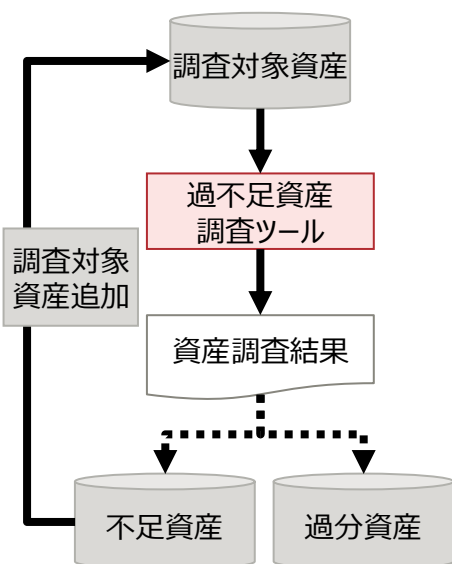 調査対象資産
過不足資産
調査ツール
調査対象
資産追加
資産調査結果
不足資産
過分資産